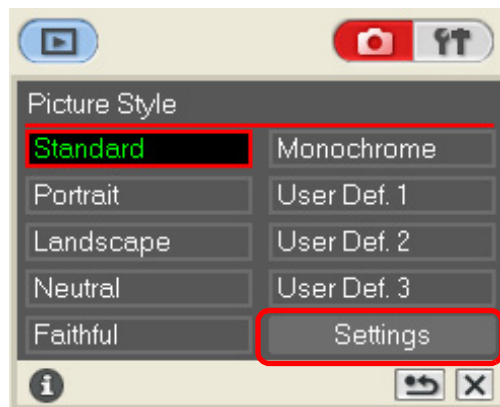 Picture Style
Standard
Monochrome
Portrait
User Def. 1
Landscape
User Def. 2
Neutral
User Def. 3
Faithful
Settings